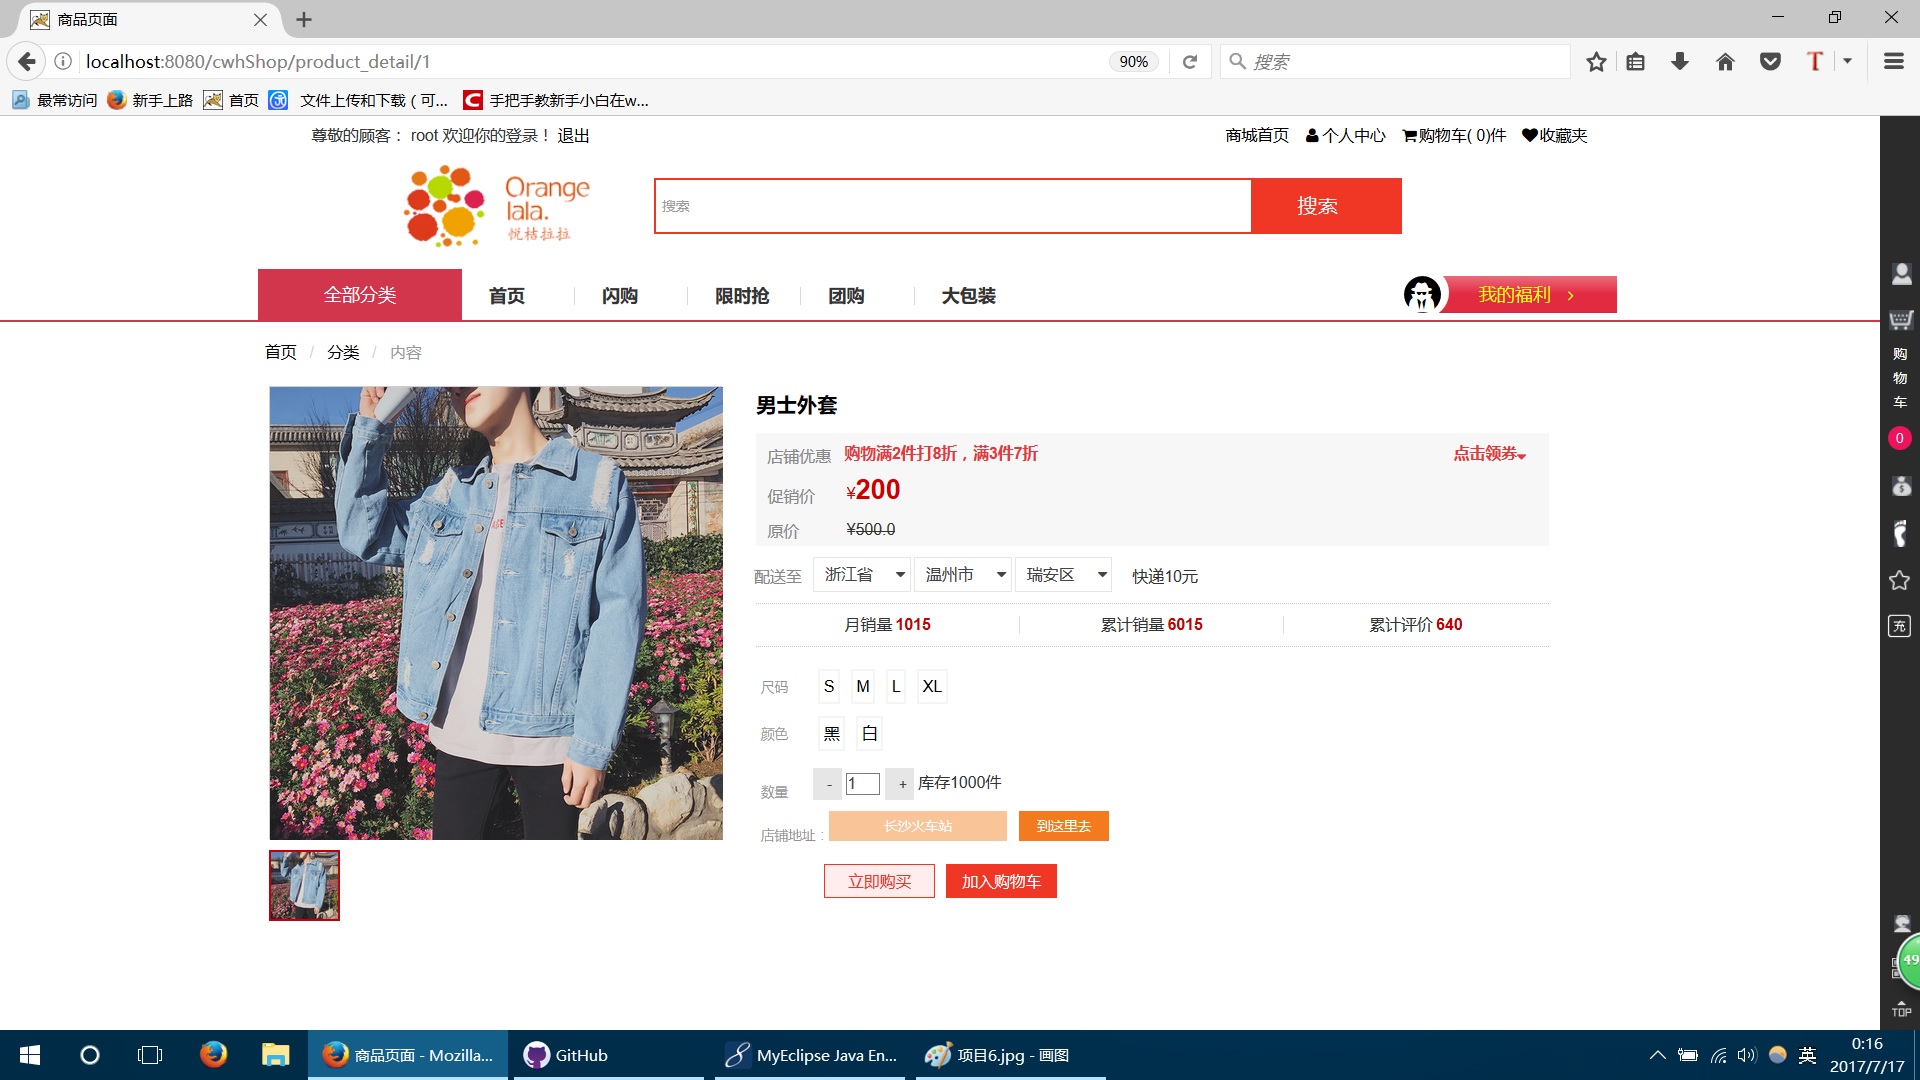 商品页面
localhost:8080/cwhShop/product_detail/1
90%
搜索
最常访问 新手上路 首页 文件上传和下载（可... 手把手教新手小白在w...
尊敬的顾客： root 欢迎你的登录！ 退出
商城首页 个人中心 购物车( 0)件 收藏夹
Orange
lala.
悦桔拉拉
搜索
搜索
全部分类 首页 闪购 限时抢 团购 大包装
我的福利 >
首页 / 分类 / 内容
男士外套
店铺优惠 购物满2件打8折，满3件7折 点击领券
促销价 ¥200
原价 ¥500.0
配送至 浙江省 温州市 瑞安区 快递10元
月销量 1015 累计销量 6015 累计评价 640
尺码 S M L XL
颜色 黑 白
数量 - 1 + 库存1000件
店铺地址 : 长沙火车站 到这里去
立即购买 加入购物车
购
物
车
0
充
49
TOP
商品页面 - Mozilla... GitHub MyEclipse Java En... 项目6.jpg - 画图
英
0:16
2017/7/17